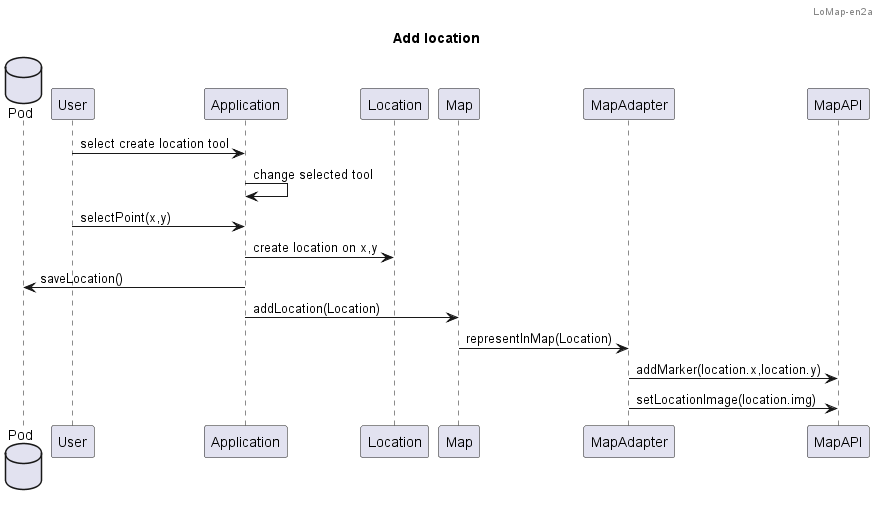 LoMap-en2a
Add location
Pod
User
Application
Location
Map
MapAdapter
MapAPI
select create location tool
change selected tool
selectPoint(x,y)
create location on x,y
saveLocation()
addLocation(Location)
representInMap(Location)
addMarker(location.x,location.y)
setLocationImage(location.img)
Pod
User
Application
Location
Map
MapAdapter
MapAPI